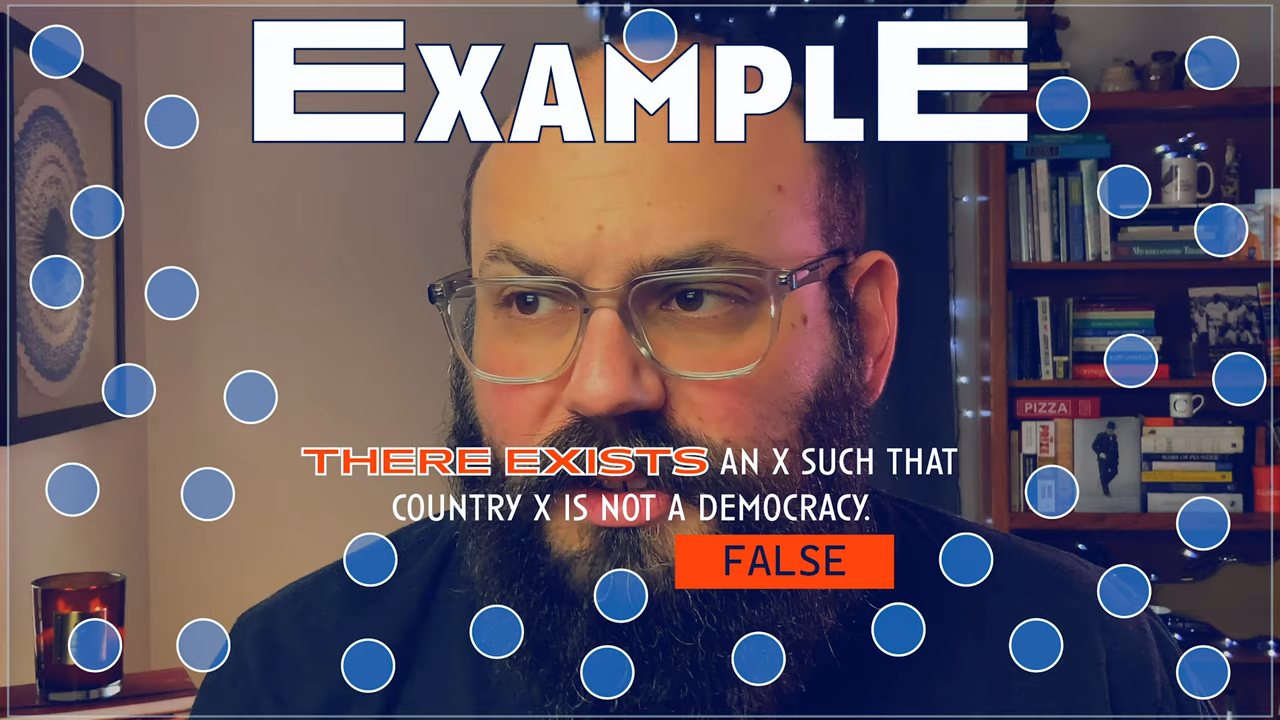 ExamplE
THERE EXISTS AN X SUCH THAT
COUNTRY X IS NOT A DEMOCRACY.
FALSE
PIZZA